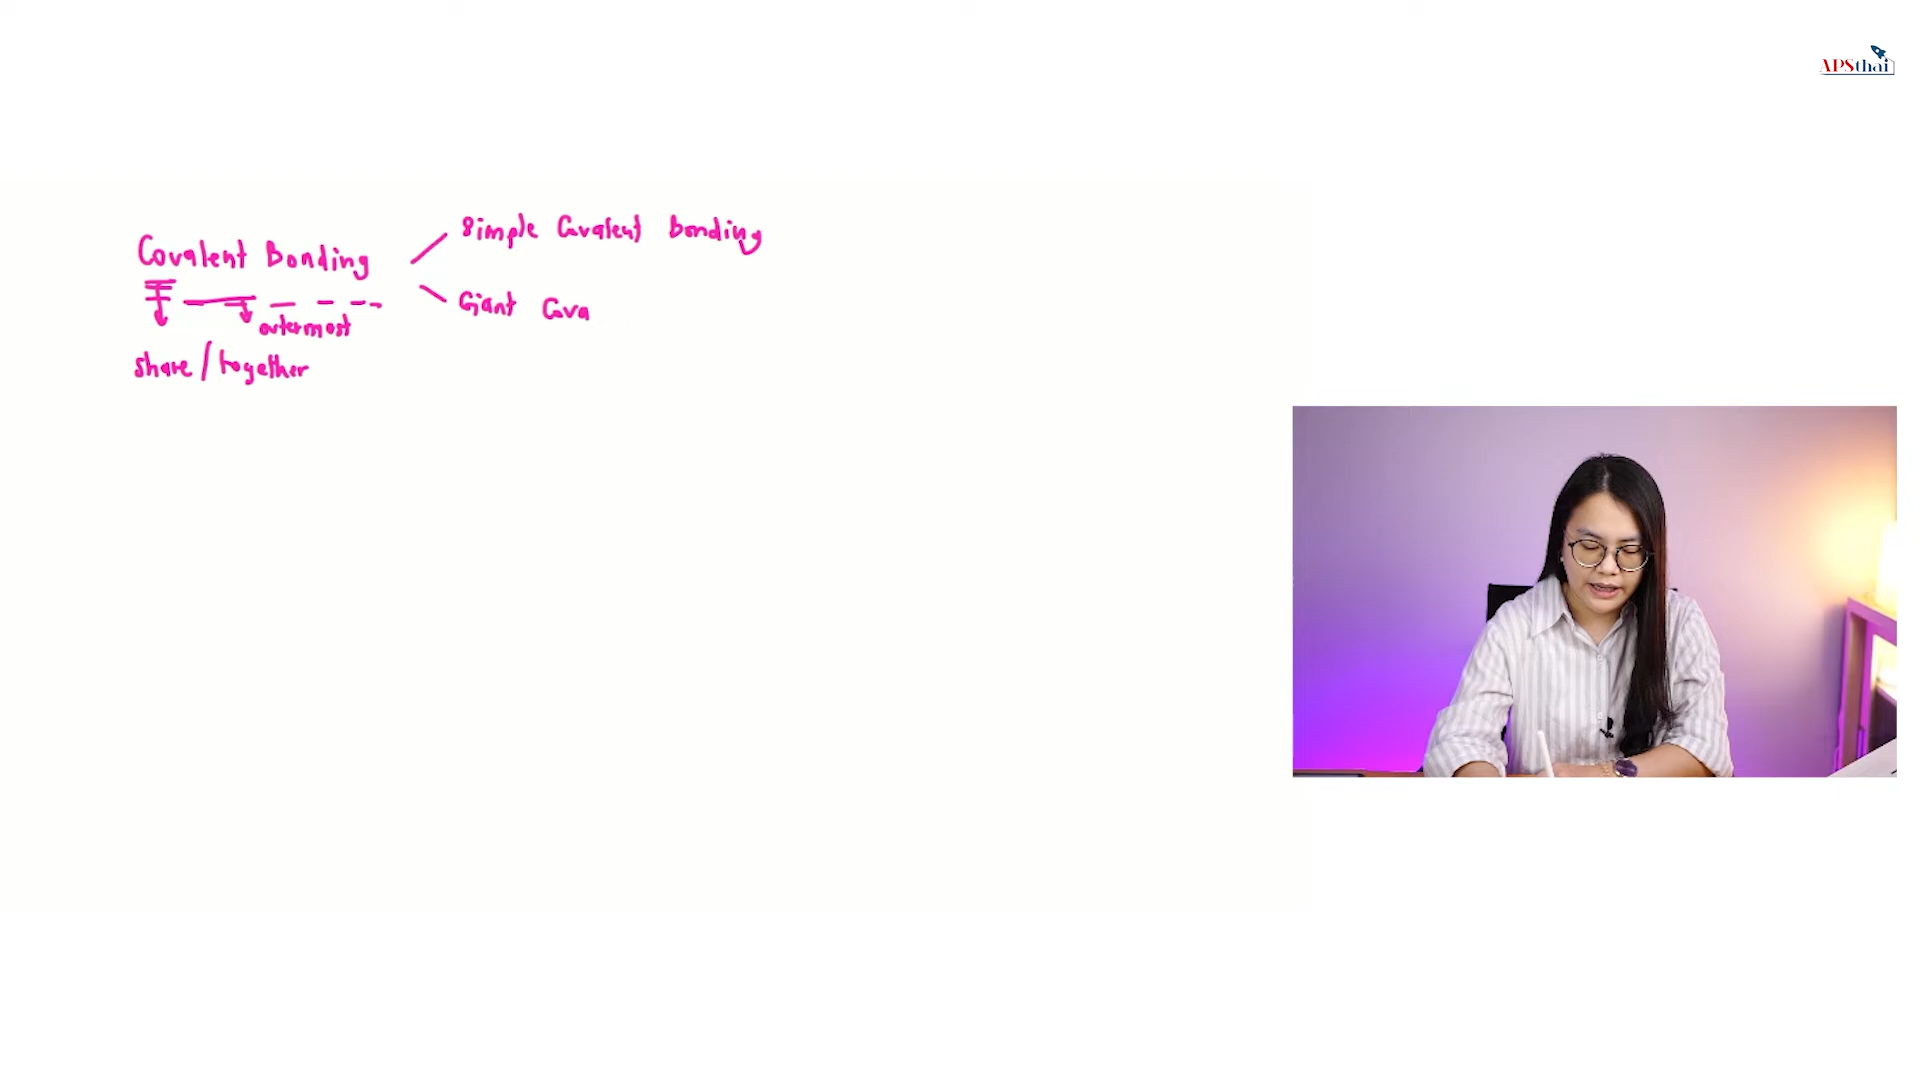 APSthai
Covalent Bonding
Simple Covalent Bonding
Giant Cova
outermost
share/together